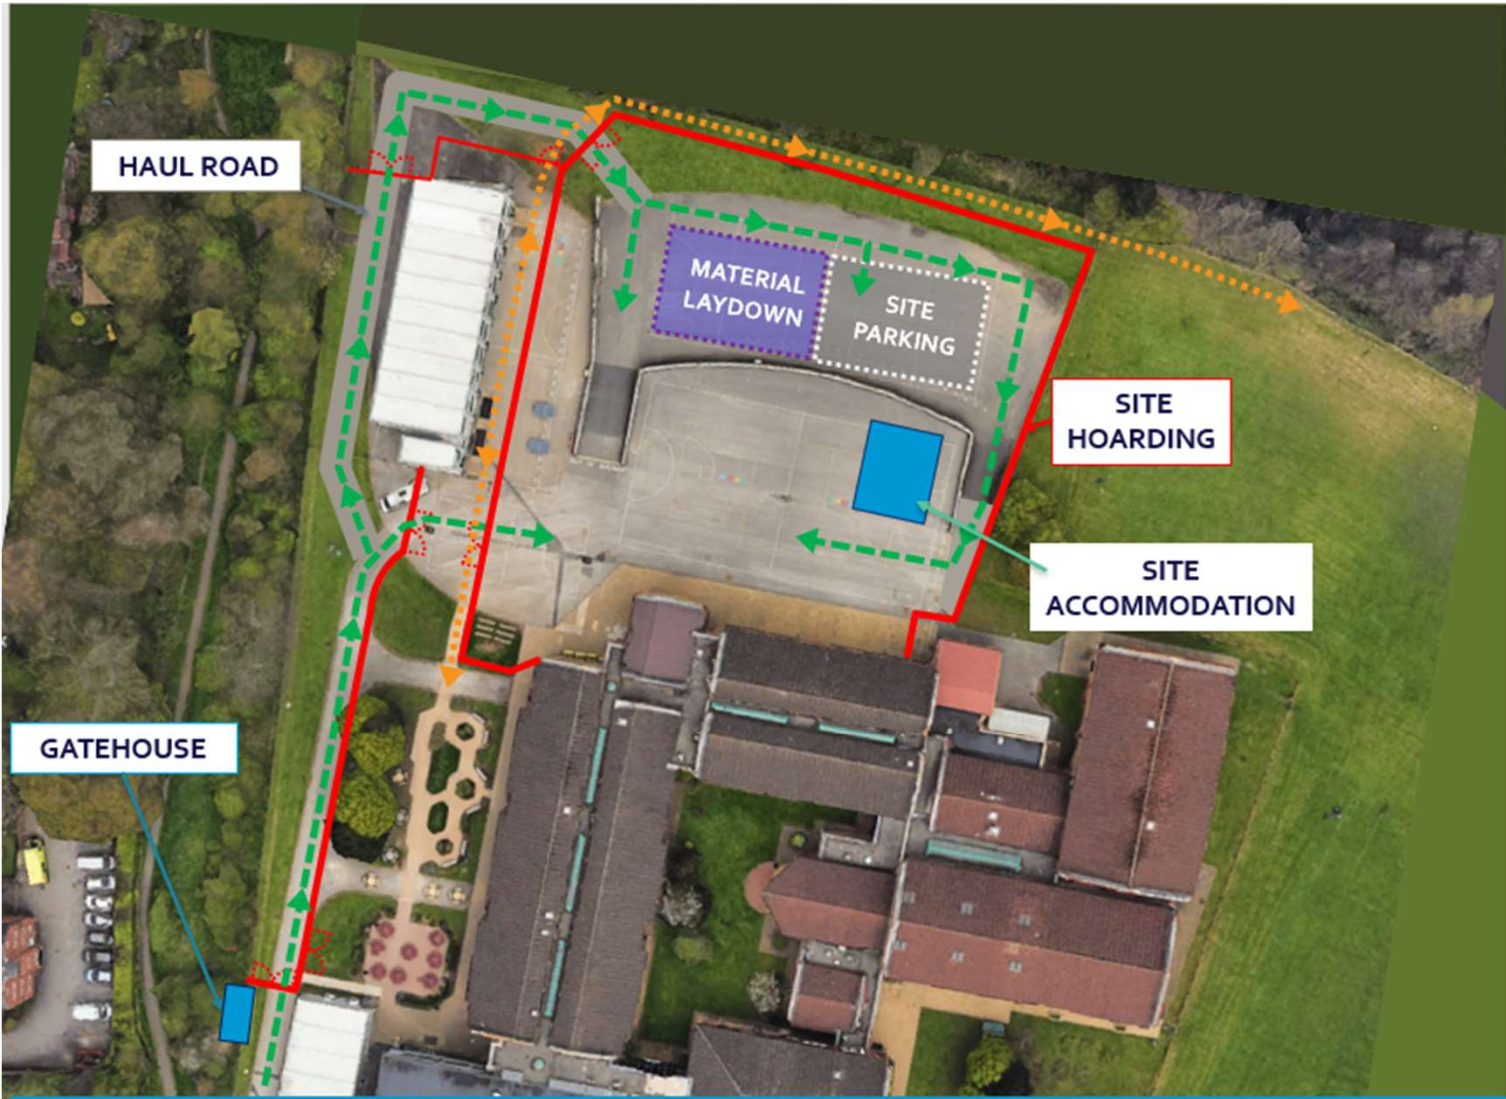 HAUL ROAD
MATERIAL
LAYDOWN
SITE
PARKING
SITE
HOARDING
SITE
ACCOMMODATION
GATEHOUSE